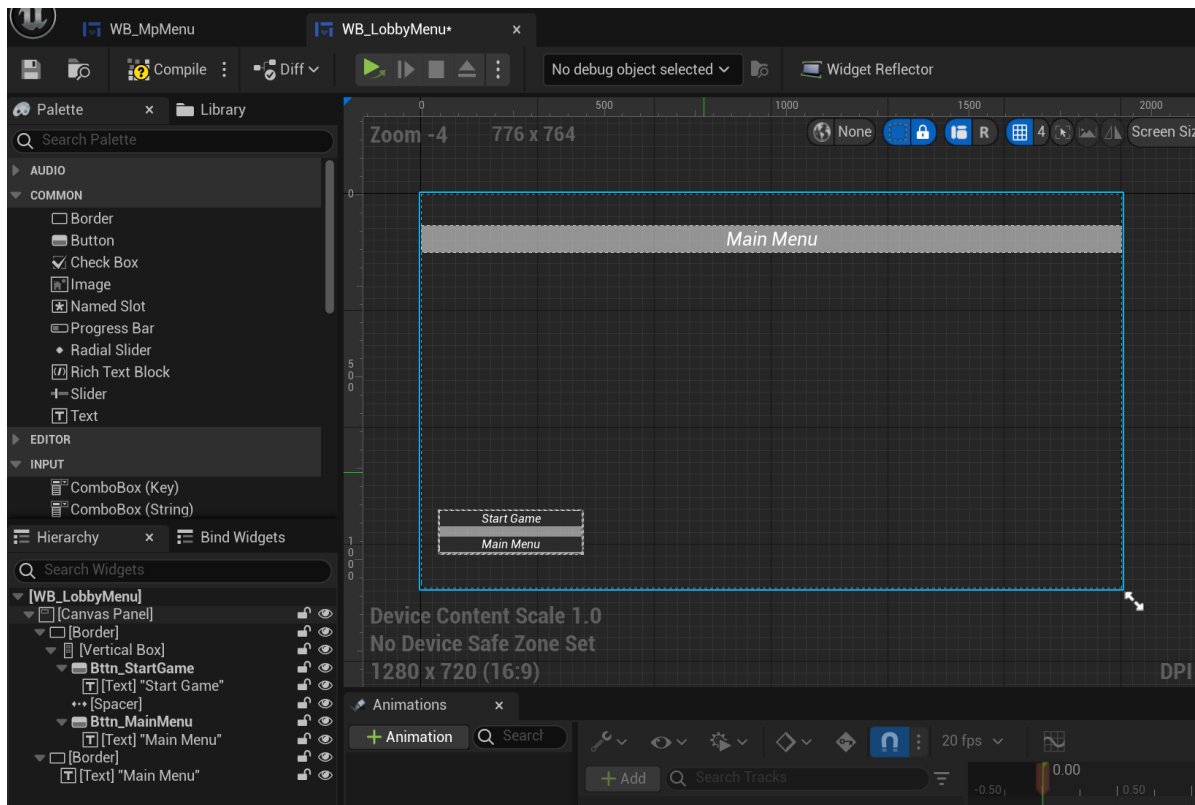 WB_MpMenu
WB_LobbyMenu*
Compile
Diff
No debug object selected
Widget Reflector
Palette
Library
Search Palette
AUDIO
COMMON
Border
Button
Check Box
Image
Named Slot
Progress Bar
Radial Slider
Rich Text Block
Slider
Text
EDITOR
INPUT
ComboBox (Key)
ComboBox (String)
Hierarchy
Bind Widgets
Search Widgets
[WB_LobbyMenu]
[Canvas Panel]
[Border]
[Vertical Box]
Bttn_StartGame
[Text] "Start Game"
[Spacer]
Bttn_MainMenu
[Text] "Main Menu"
[Border]
[Text] "Main Menu"
0 500 1000 1500 2000
Zoom -4 776 x 764
None
R
4
Screen Siz
0
500
1000
Main Menu
Start Game
Main Menu
Device Content Scale 1.0
No Device Safe Zone Set
1280 x 720 (16:9)
DPI
Animations
Animation
Search
20 fps
Add
Search Tracks
0.00
-0.50
0.50